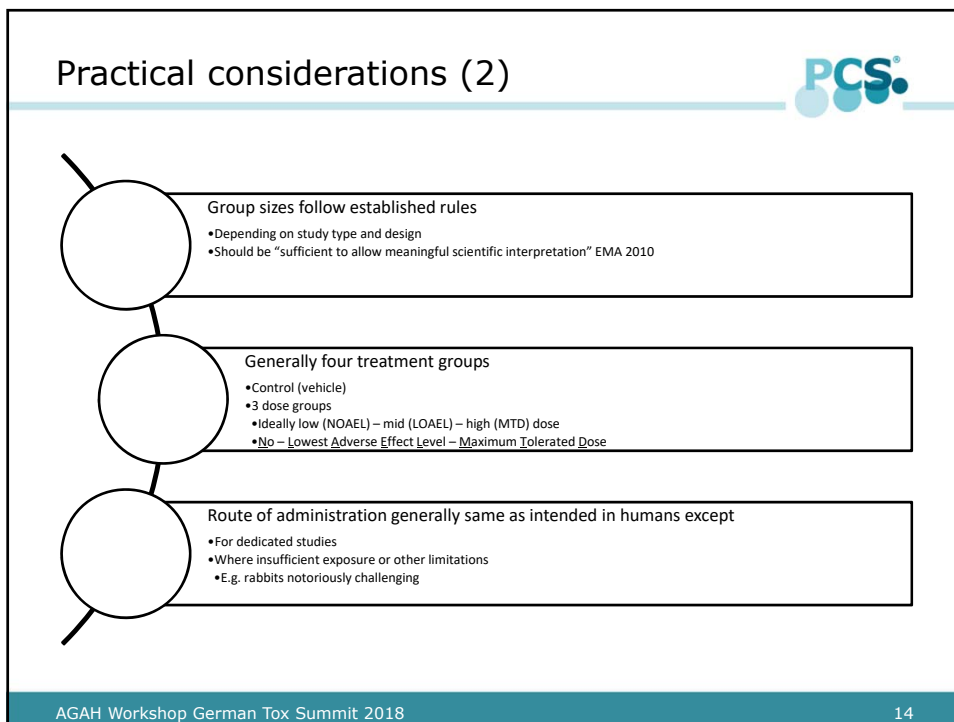 Practical considerations (2)
PCS
Group sizes follow established rules
•Depending on study type and design
•Should be “sufficient to allow meaningful scientific interpretation” EMA 2010
Generally four treatment groups
•Control (vehicle)
•3 dose groups
•Ideally low (NOAEL) – mid (LOAEL) – high (MTD) dose
•No – Lowest Adverse Effect Level – Maximum Tolerated Dose
Route of administration generally same as intended in humans except
•For dedicated studies
•Where insufficient exposure or other limitations
•E.g. rabbits notoriously challenging
AGAH Workshop German Tox Summit 2018
14